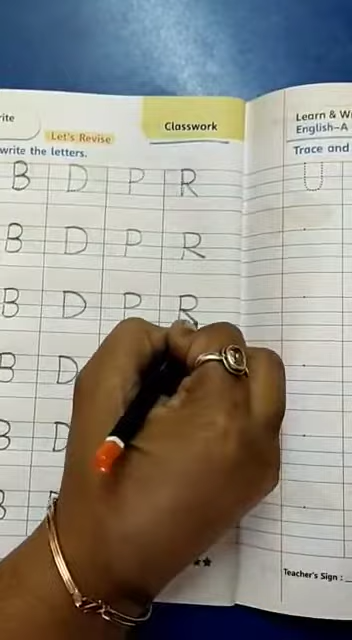 rite
Let's Revise
Classwork
write the letters.
B D P R
B D P R
B D P R
B D
B D
B
Learn & Wr
English-A
Trace and
U
Teacher's Sign :